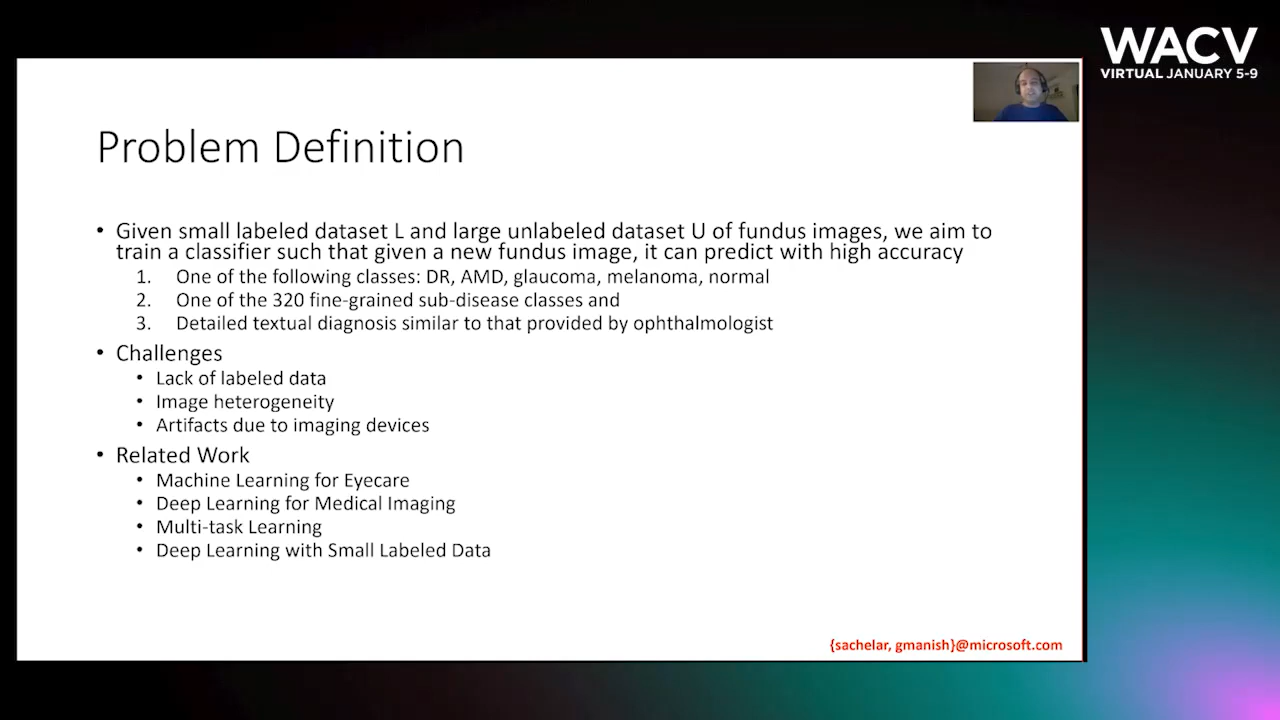 WACV
VIRTUAL JANUARY 5-9
Problem Definition
• Given small labeled dataset L and large unlabeled dataset U of fundus images, we aim to
train a classifier such that given a new fundus image, it can predict with high accuracy
1. One of the following classes: DR, AMD, glaucoma, melanoma, normal
2. One of the 320 fine-grained sub-disease classes and
3. Detailed textual diagnosis similar to that provided by ophthalmologist
• Challenges
• Lack of labeled data
• Image heterogeneity
• Artifacts due to imaging devices
• Related Work
• Machine Learning for Eyecare
• Deep Learning for Medical Imaging
• Multi-task Learning
• Deep Learning with Small Labeled Data
{sachelar, gmanish}@microsoft.com